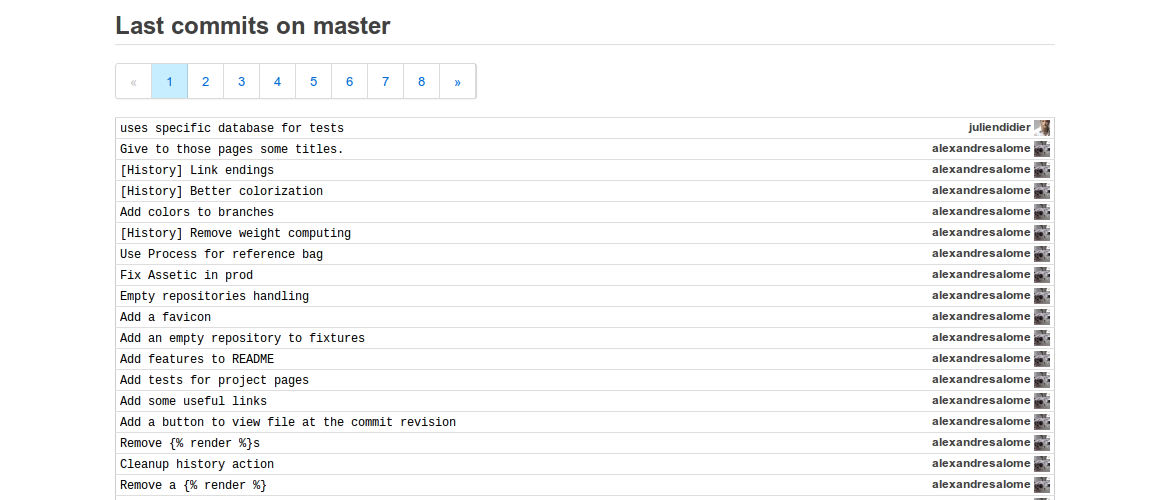 Last commits on master
« 1 2 3 4 5 6 7 8 »
uses specific database for tests juliendidier
Give to those pages some titles. alexandresalome
[History] Link endings alexandresalome
[History] Better colorization alexandresalome
Add colors to branches alexandresalome
[History] Remove weight computing alexandresalome
Use Process for reference bag alexandresalome
Fix Assetic in prod alexandresalome
Empty repositories handling alexandresalome
Add a favicon alexandresalome
Add an empty repository to fixtures alexandresalome
Add features to README alexandresalome
Add tests for project pages alexandresalome
Add some useful links alexandresalome
Add a button to view file at the commit revision alexandresalome
Remove {% render %}s alexandresalome
Cleanup history action alexandresalome
Remove a {% render %} alexandresalome